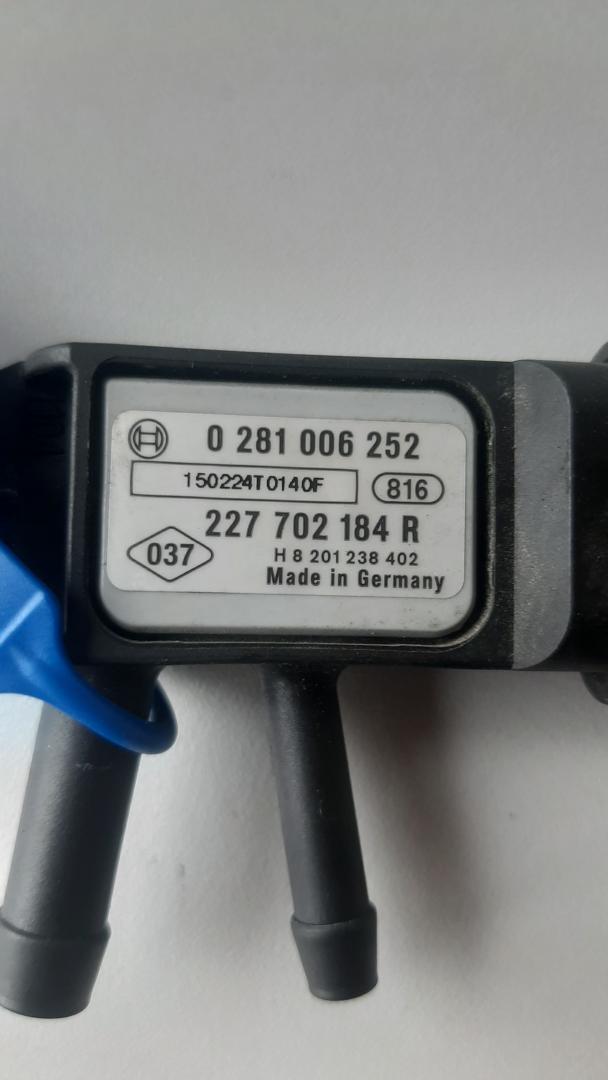 0 281 006 252
150224T0140F
816
227 702 184 R
037
H 8 201 238 402
Made in Germany